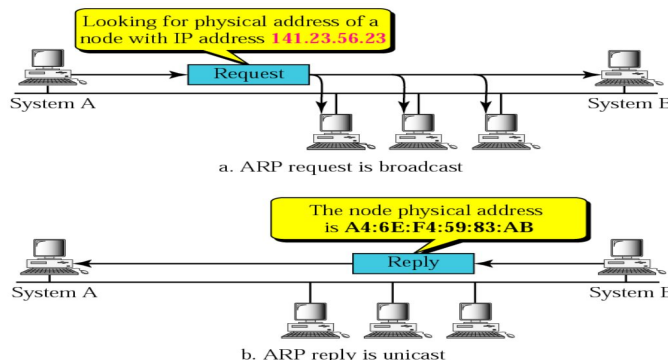 Looking for physical address of a
node with IP address 141.23.56.23
Request
System A
System B
a. ARP request is broadcast
The node physical address
is A4:6E:F4:59:83:AB
Reply
System A
System B
b. ARP reply is unicast